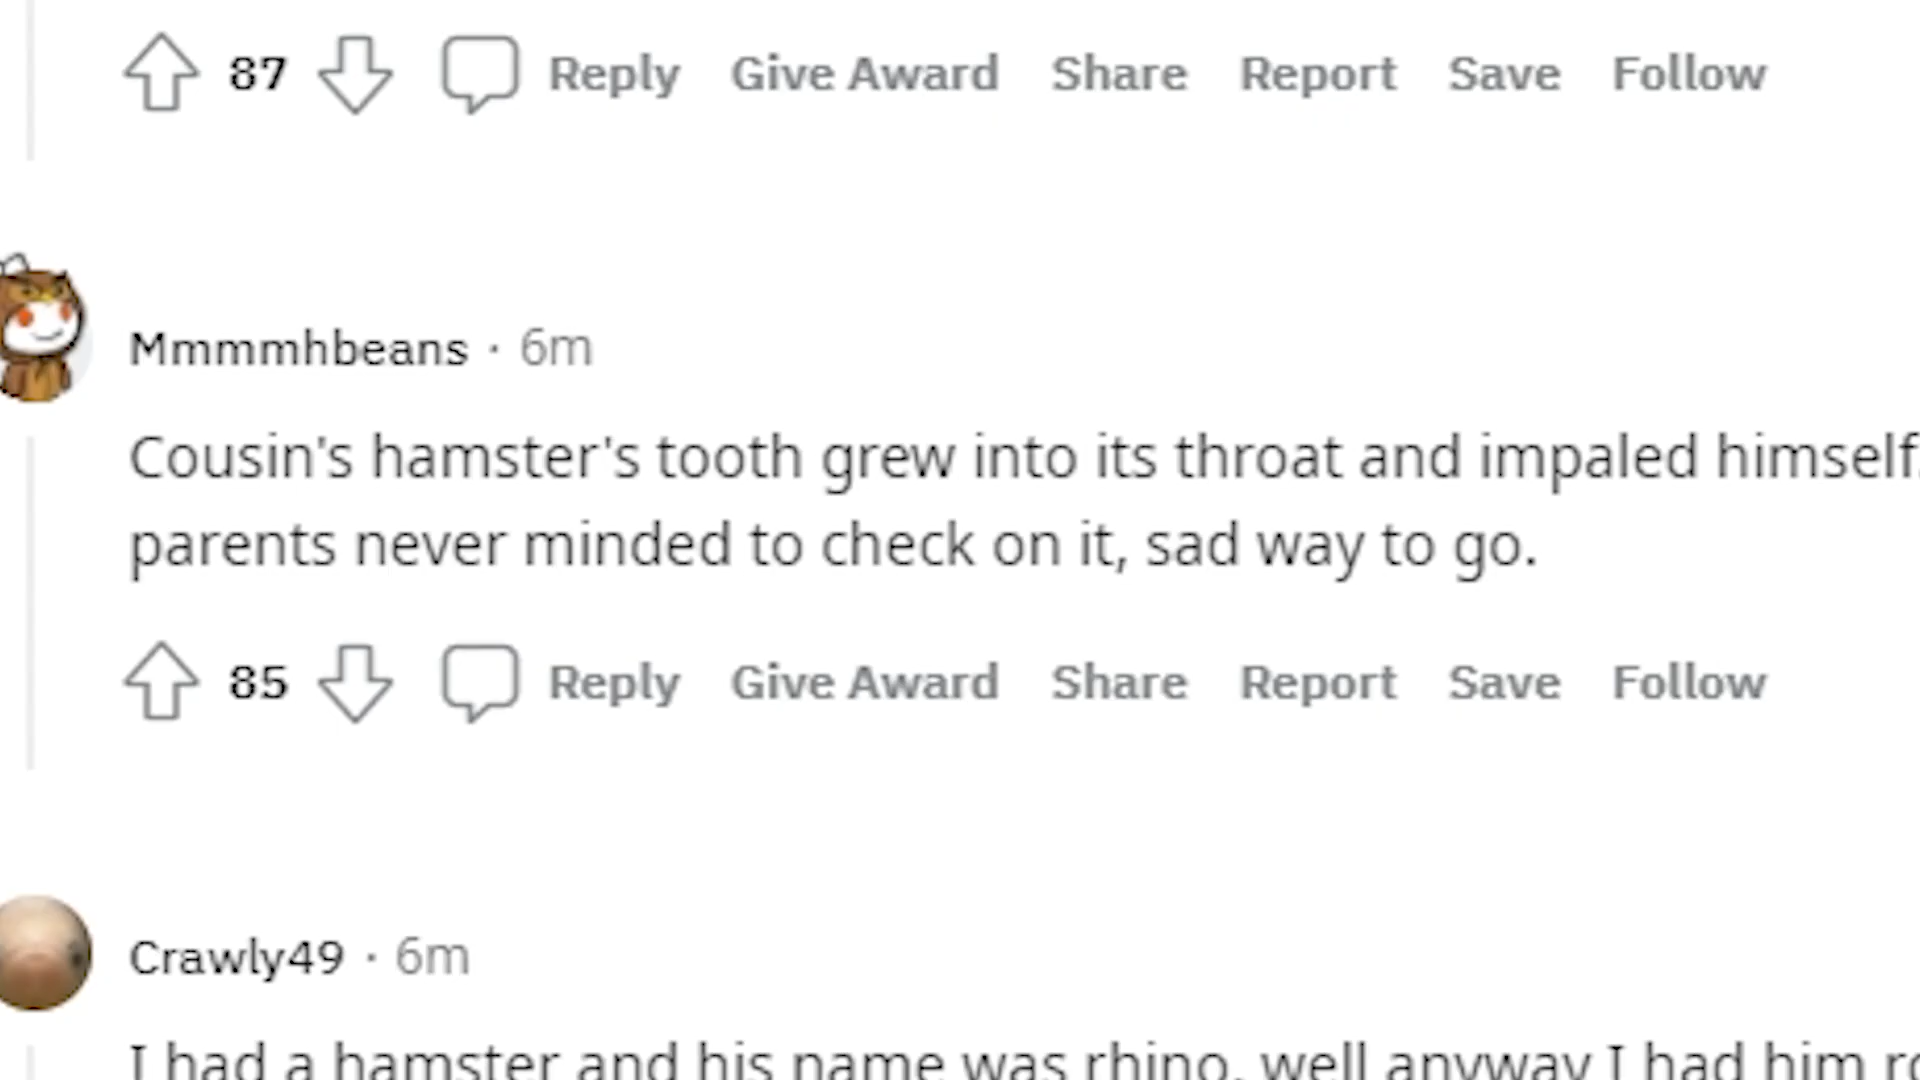 87 Reply Give Award Share Report Save Follow
Mmmmhbeans · 6m
Cousin's hamster's tooth grew into its throat and impaled himself.
parents never minded to check on it, sad way to go.
85 Reply Give Award Share Report Save Follow
Crawly49 · 6m
I had a hamster and his name was rhino, well anyway I had him